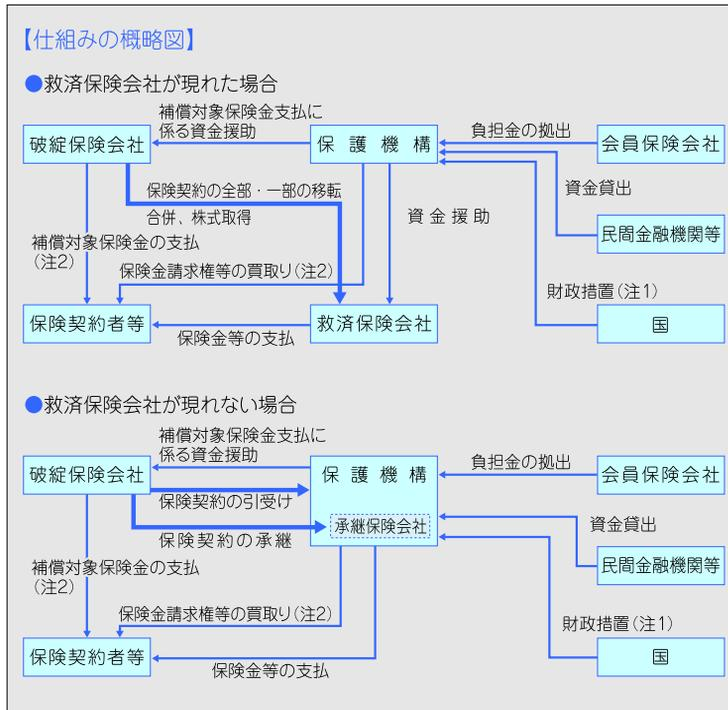 【仕組みの概略図】
●救済保険会社が現れた場合
補償対象保険金支払に
係る資金援助
破綻保険会社
保護機構
負担金の拠出
会員保険会社
資金貸出
保険契約の全部・一部の移転
合併、株式取得
資金援助
民間金融機関等
補償対象保険金の支払
(注2)
保険金請求権等の買取り(注2)
財政措置(注1)
保険契約者等
保険金等の支払
救済保険会社
国
●救済保険会社が現れない場合
補償対象保険金支払に
係る資金援助
破綻保険会社
保護機構
負担金の拠出
会員保険会社
保険契約の引受け
承継保険会社
資金貸出
保険契約の承継
補償対象保険金の支払
(注2)
民間金融機関等
保険金請求権等の買取り(注2)
財政措置(注1)
保険契約者等
保険金等の支払
国